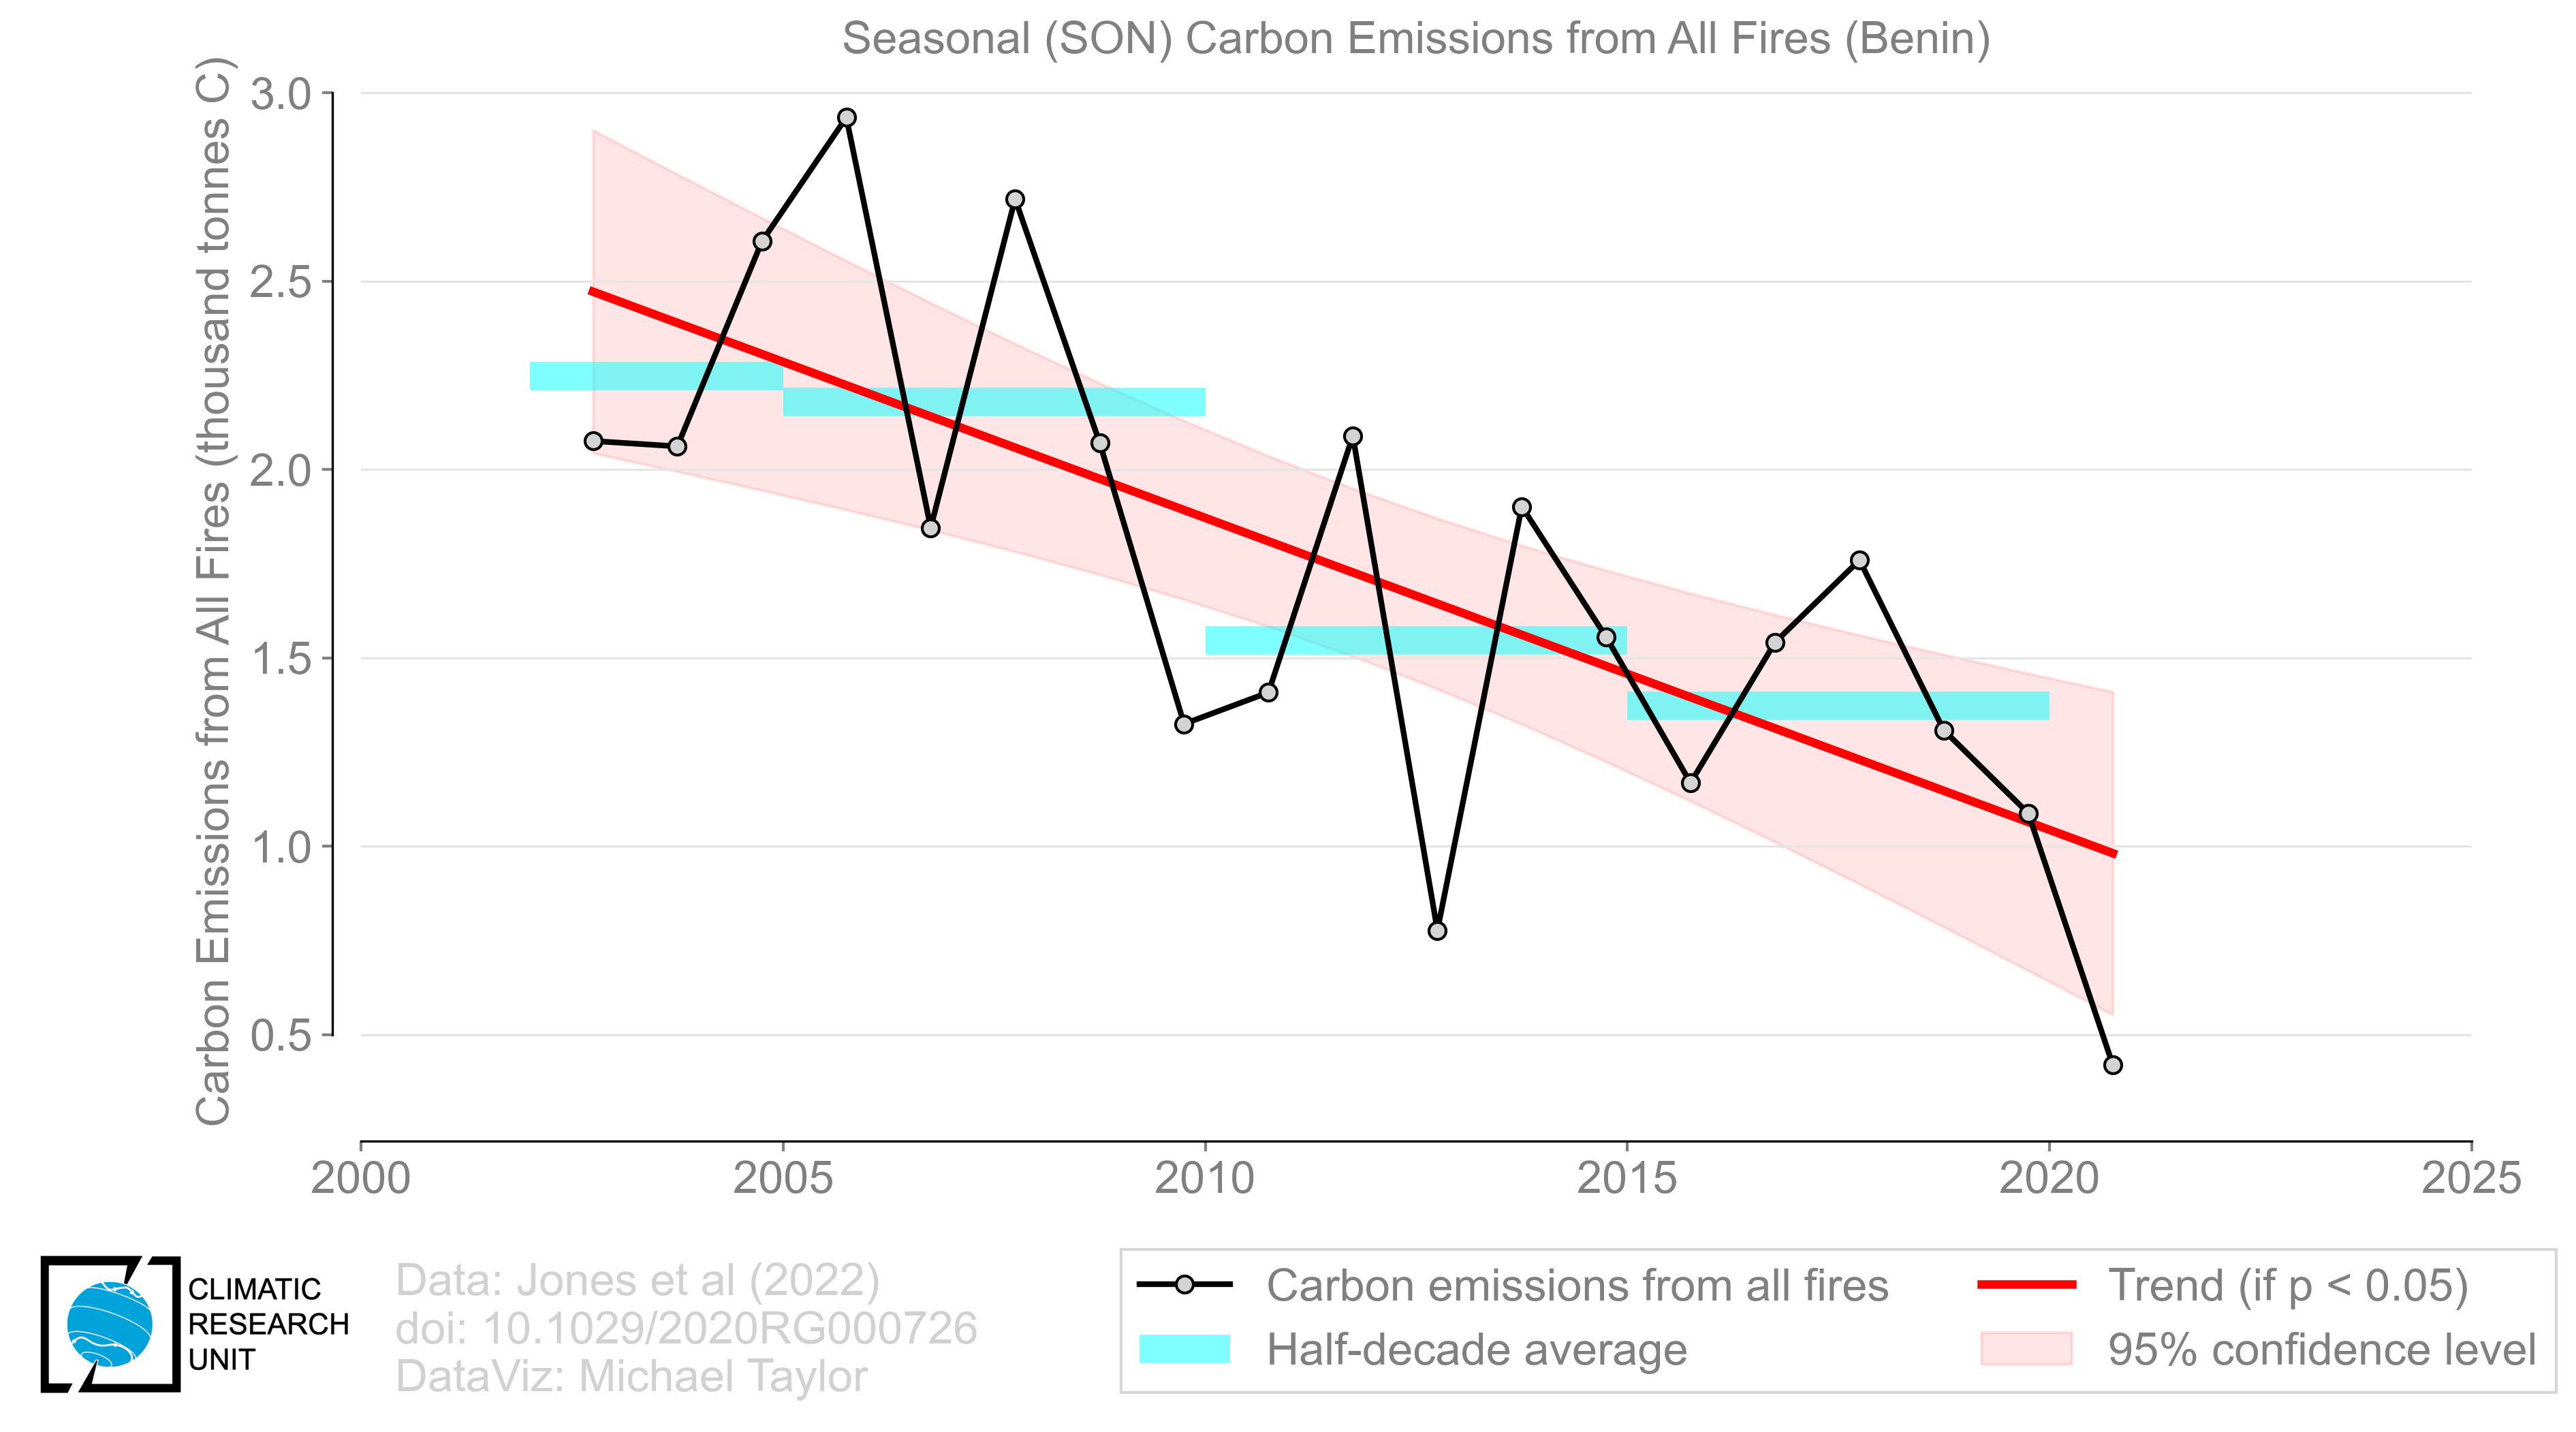 Seasonal (SON) Carbon Emissions from All Fires (Benin)
Carbon Emissions from All Fires (thousand tonnes C)
3.0
2.5
2.0
1.5
1.0
0.5
2000
2005
2010
2015
2020
2025
CLIMATIC
RESEARCH
UNIT
Data: Jones et al (2022)
doi: 10.1029/2020RG000726
DataViz: Michael Taylor
Carbon emissions from all fires
Half-decade average
Trend (if p < 0.05)
95% confidence level